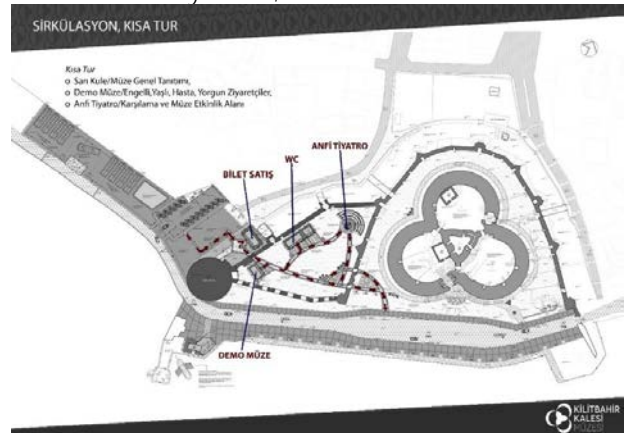 SİRKÜLASYON, KISA TUR
Kısa Tur
o Sarı Kule/Müze Genel Tanıtımı,
o Demo Müze/Engelli,Yaşlı, Hasta, Yorgun Ziyaretçiler,
o Anfi Tiyatro/Karşılama ve Müze Etkinlik Alanı
ANFİ TİYATRO
WC
BİLET SATIŞ
DEMO MÜZE
KİLİTBAHİR
KALESİ
MÜZESİ